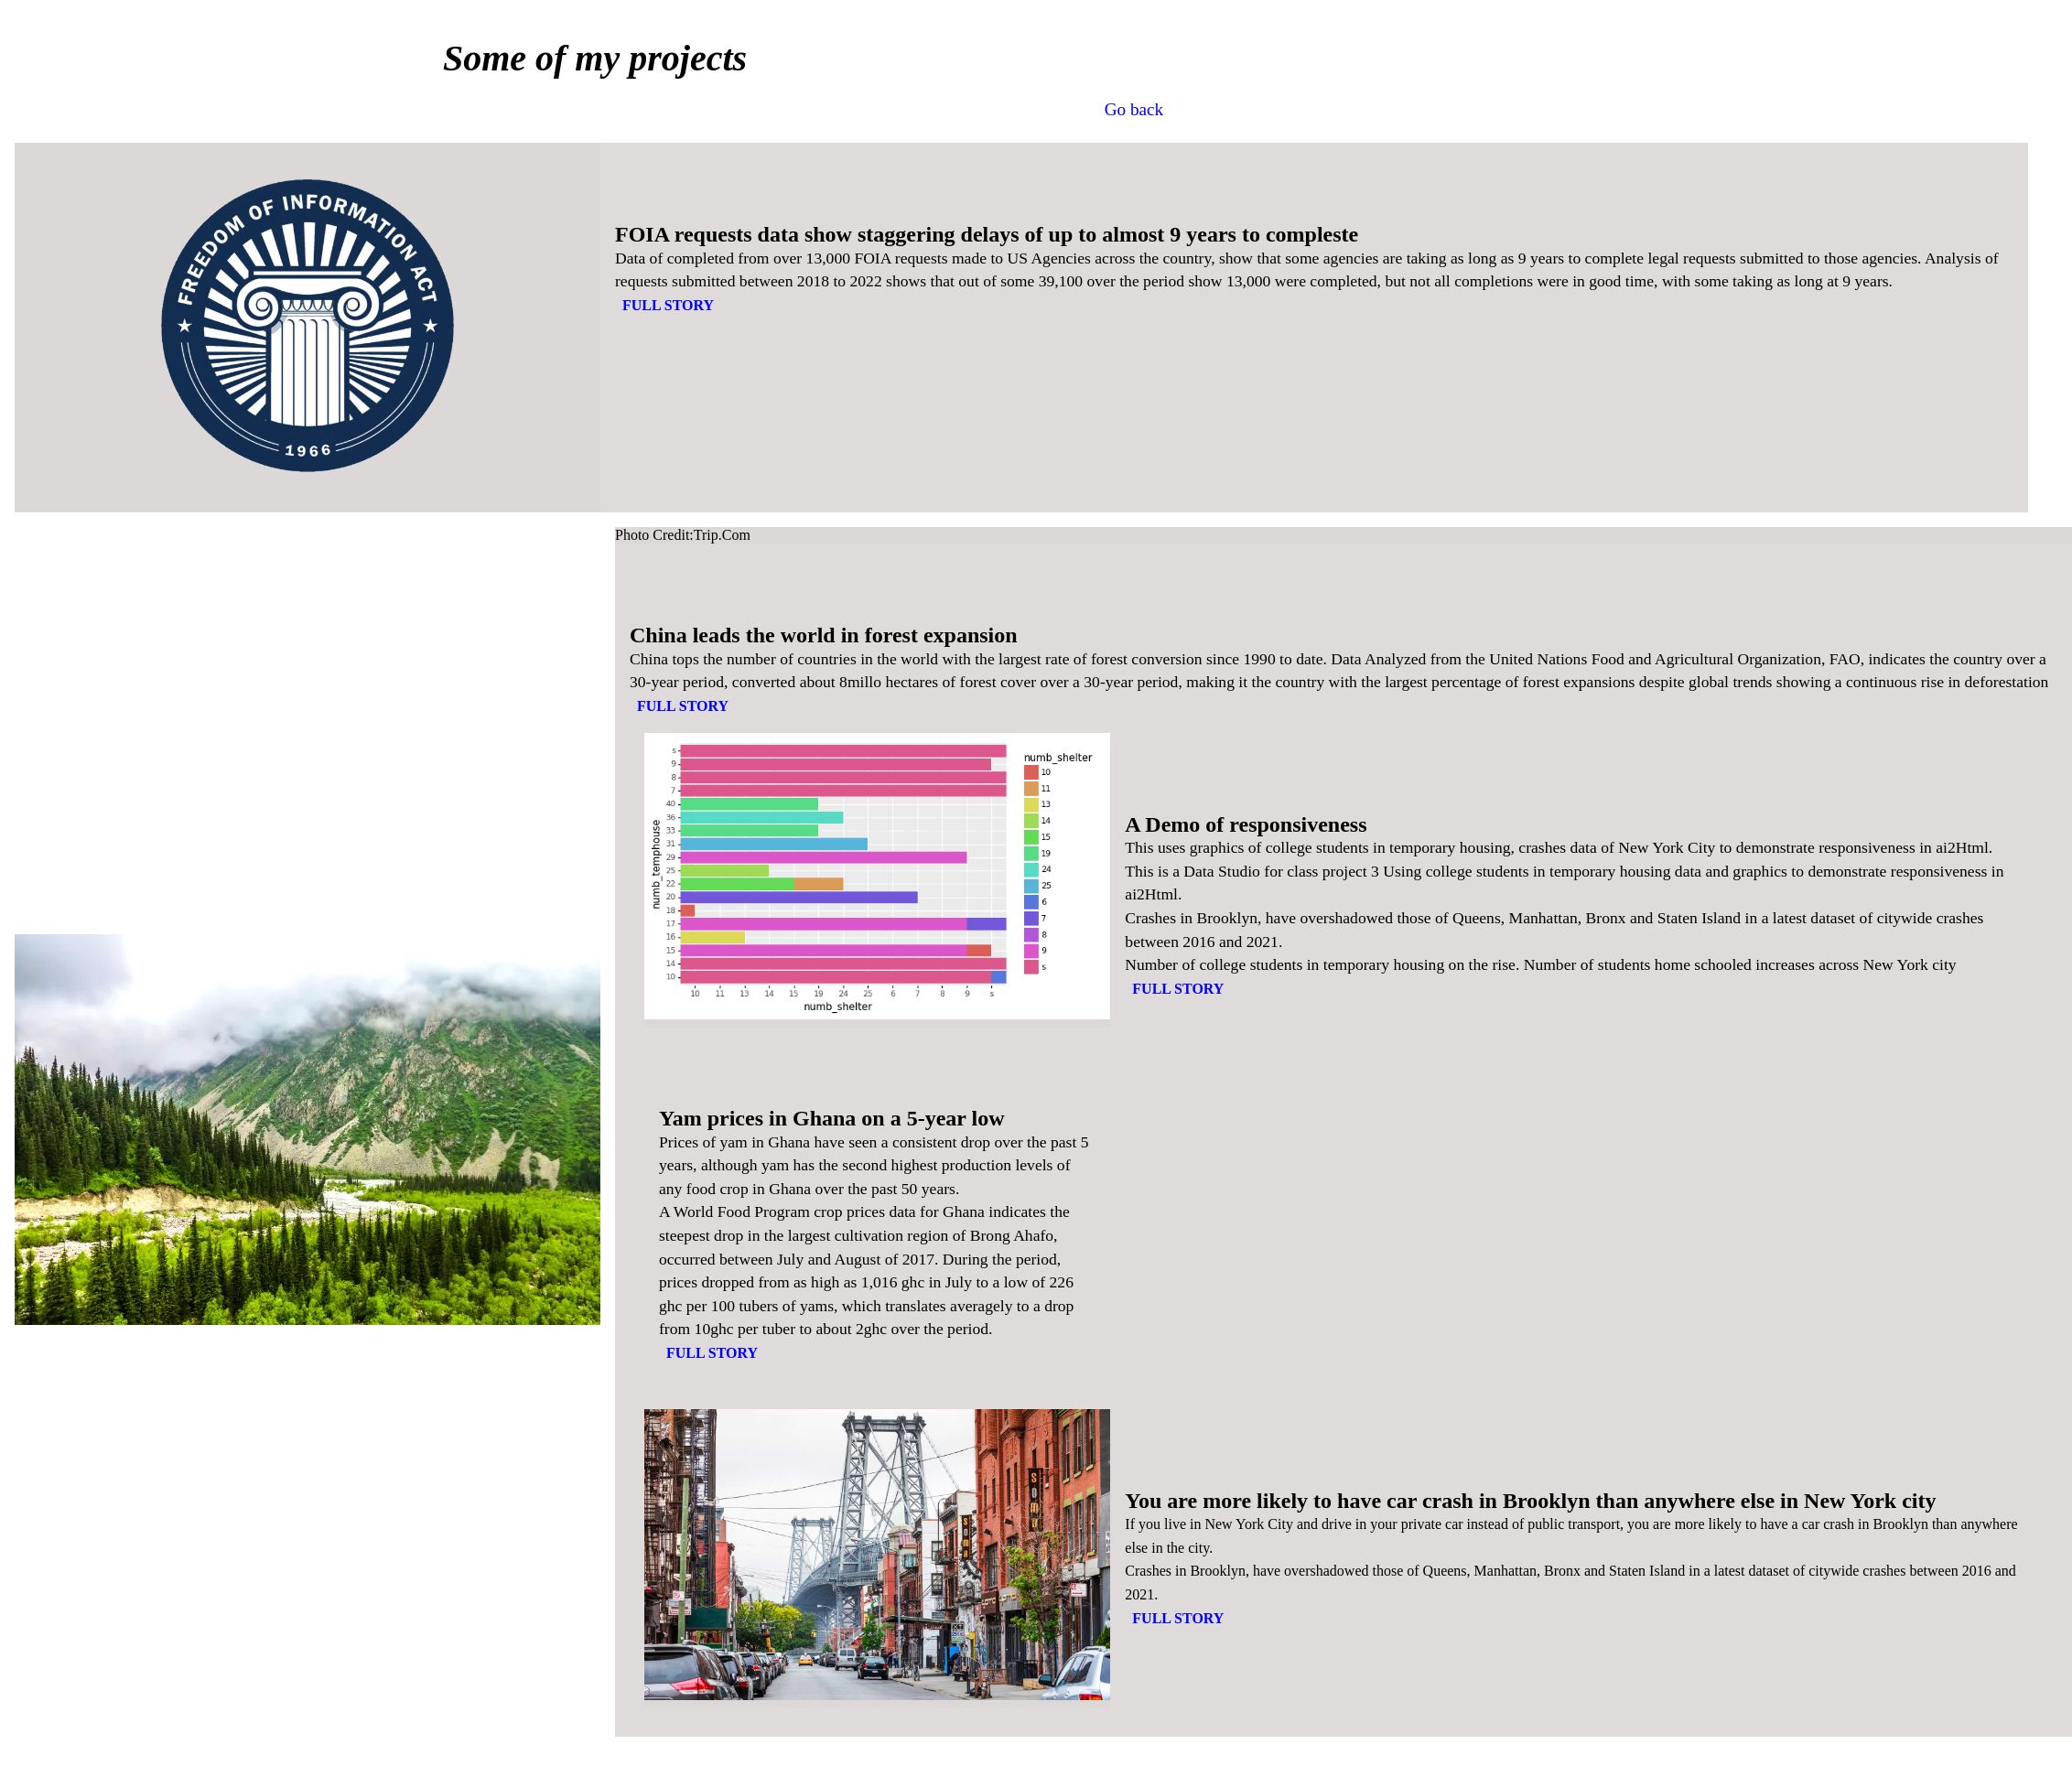 Some of my projects
Go back
FREEDOM OF INFORMATION ACT
1966
FOIA requests data show staggering delays of up to almost 9 years to compleste
Data of completed from over 13,000 FOIA requests made to US Agencies across the country, show that some agencies are taking as long as 9 years to complete legal requests submitted to those agencies. Analysis of
requests submitted between 2018 to 2022 shows that out of some 39,100 over the period show 13,000 were completed, but not all completions were in good time, with some taking as long at 9 years.
FULL STORY
Photo Credit:Trip.Com
China leads the world in forest expansion
China tops the number of countries in the world with the largest rate of forest conversion since 1990 to date. Data Analyzed from the United Nations Food and Agricultural Organization, FAO, indicates the country over a
30-year period, converted about 8millo hectares of forest cover over a 30-year period, making it the country with the largest percentage of forest expansions despite global trends showing a continuous rise in deforestation
FULL STORY
numb_temphouse
s
9
8
7
40
36
33
31
29
25
22
20
18
17
16
15
14
10
10 11 13 14 15 19 24 25 6 7 8 9 s
numb_shelter
numb_shelter
10
11
13
14
15
19
24
25
6
7
8
9
s
A Demo of responsiveness
This uses graphics of college students in temporary housing, crashes data of New York City to demonstrate responsiveness in ai2Html.
This is a Data Studio for class project 3 Using college students in temporary housing data and graphics to demonstrate responsiveness in
ai2Html.
Crashes in Brooklyn, have overshadowed those of Queens, Manhattan, Bronx and Staten Island in a latest dataset of citywide crashes
between 2016 and 2021.
Number of college students in temporary housing on the rise. Number of students home schooled increases across New York city
FULL STORY
Yam prices in Ghana on a 5-year low
Prices of yam in Ghana have seen a consistent drop over the past 5
years, although yam has the second highest production levels of
any food crop in Ghana over the past 50 years.
A World Food Program crop prices data for Ghana indicates the
steepest drop in the largest cultivation region of Brong Ahafo,
occurred between July and August of 2017. During the period,
prices dropped from as high as 1,016 ghc in July to a low of 226
ghc per 100 tubers of yams, which translates averagely to a drop
from 10ghc per tuber to about 2ghc over the period.
FULL STORY
You are more likely to have car crash in Brooklyn than anywhere else in New York city
If you live in New York City and drive in your private car instead of public transport, you are more likely to have a car crash in Brooklyn than anywhere
else in the city.
Crashes in Brooklyn, have overshadowed those of Queens, Manhattan, Bronx and Staten Island in a latest dataset of citywide crashes between 2016 and
2021.
FULL STORY